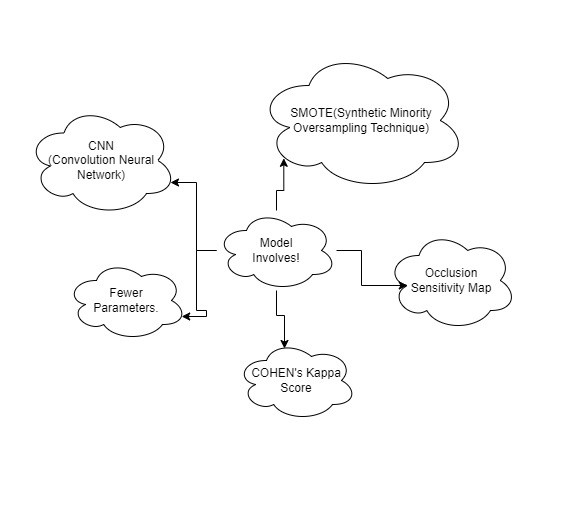 SMOTE(Synthetic Minority
Oversampling Technique)
CNN
(Convolution Neural
Network)
Model
Involves!
Occlusion
Sensitivity Map
Fewer
Parameters.
COHEN's Kappa
Score